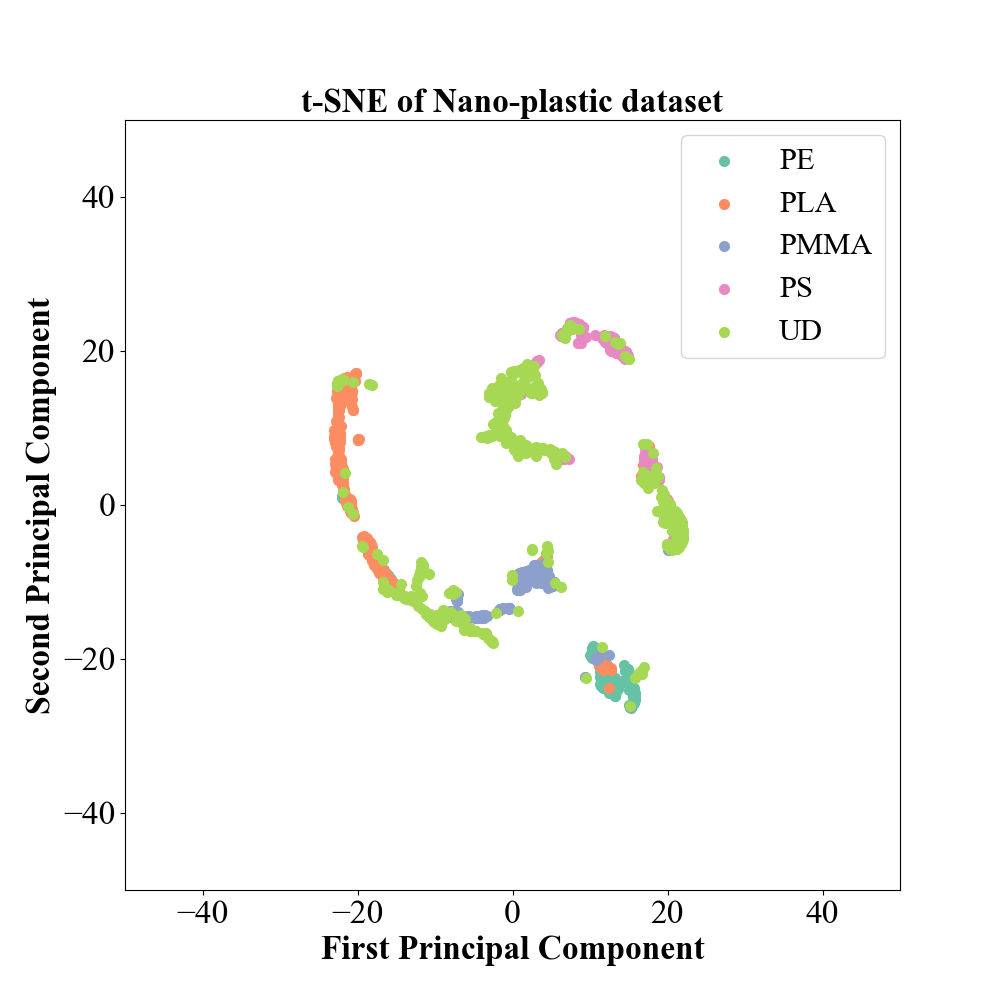 t-SNE of Nano-plastic dataset
PE
PLA
PMMA
PS
UD
40
20
0
−20
−40
Second Principal Component
−40
−20
0
20
40
First Principal Component